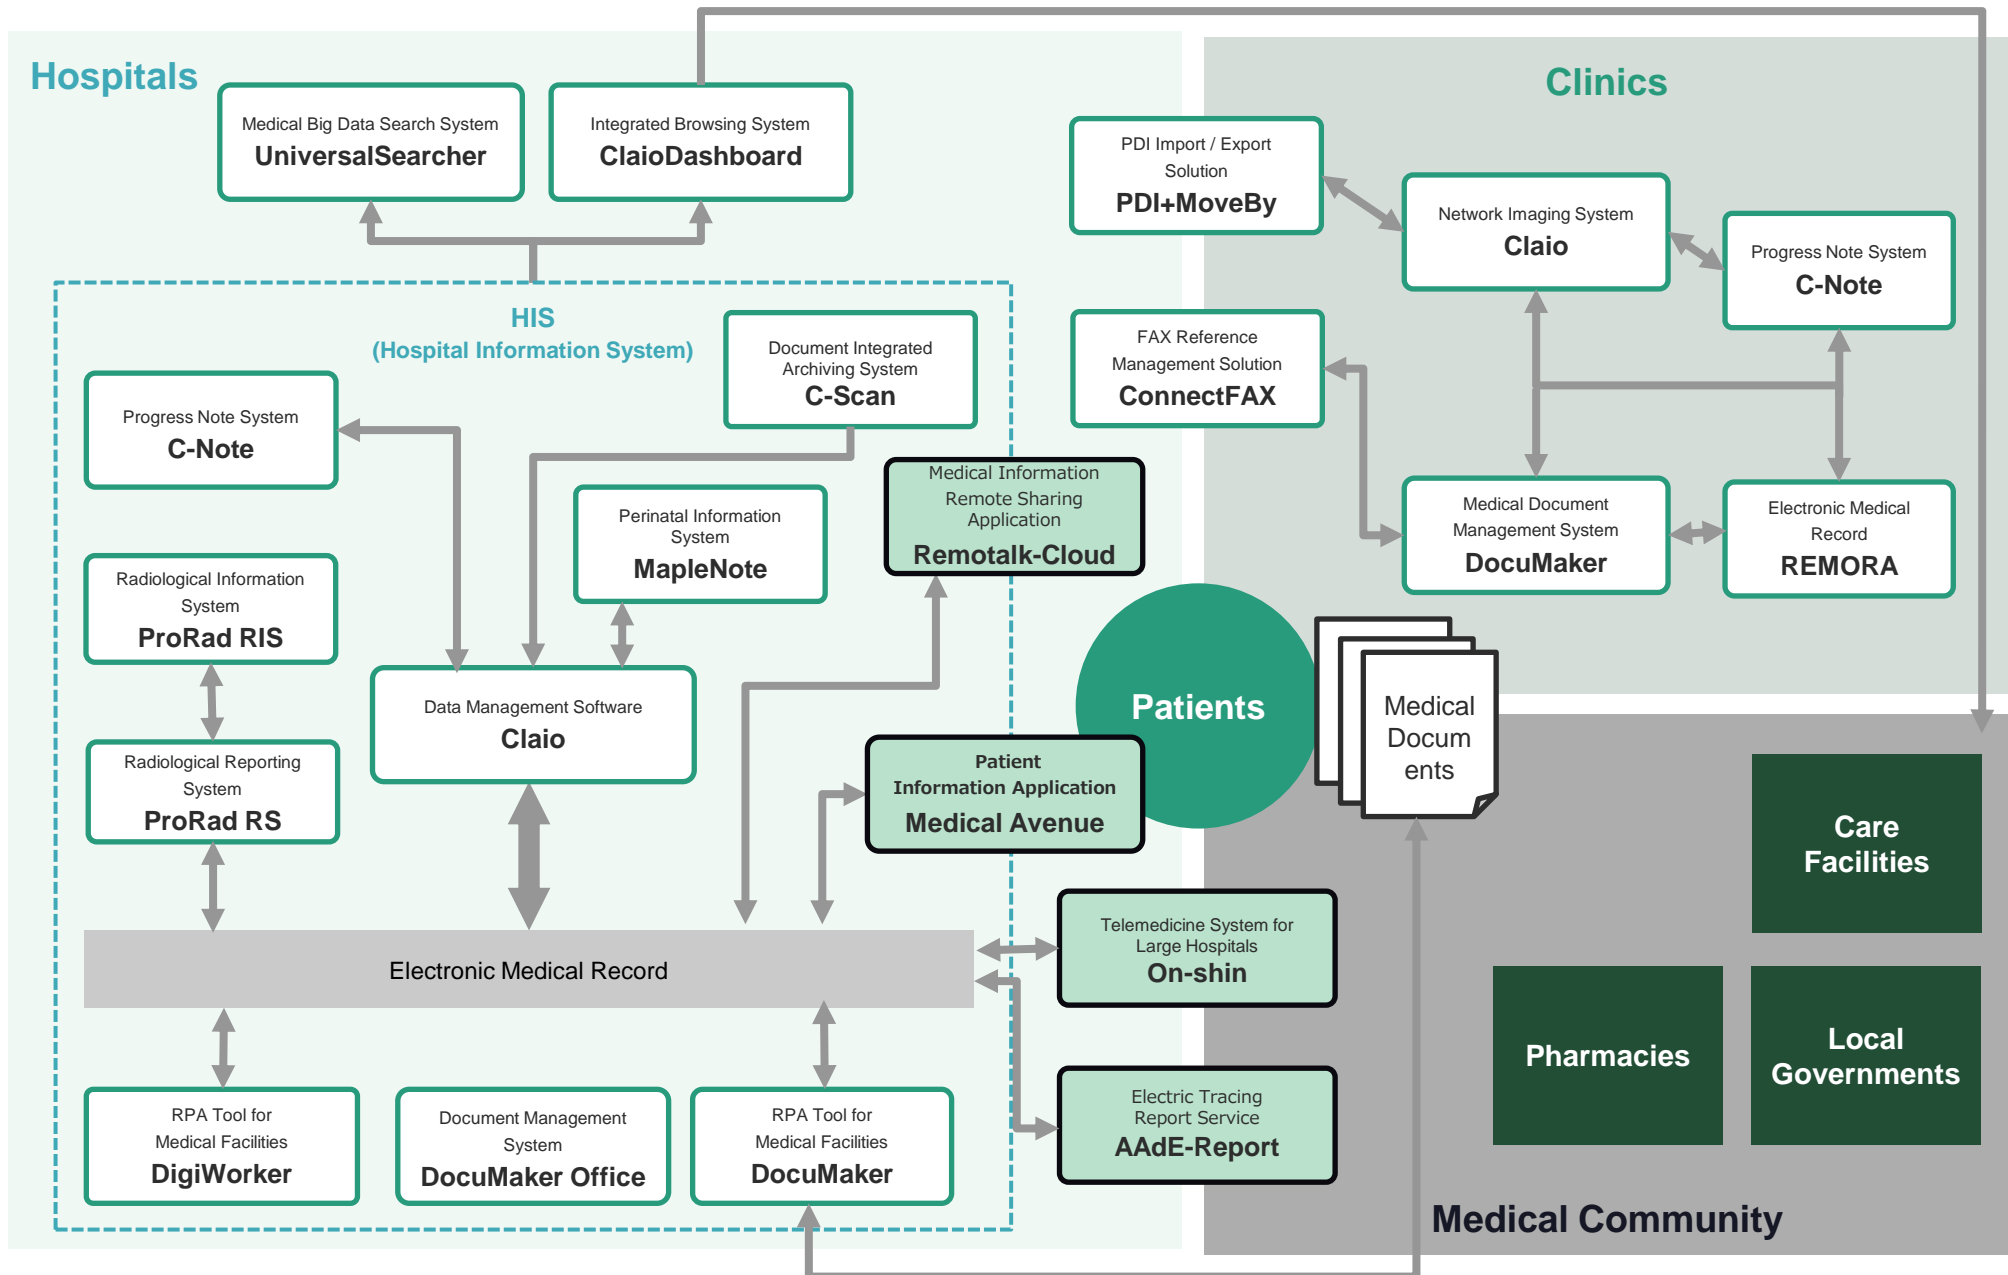 Hospitals
Medical Big Data Search System
UniversalSearcher
Integrated Browsing System
ClaioDashboard
HIS
(Hospital Information System)
Document Integrated
Archiving System
C-Scan
Progress Note System
C-Note
Perinatal Information
System
MapleNote
Medical Information
Remote Sharing
Application
Remotalk-Cloud
Radiological Information
System
ProRad RIS
Data Management Software
Claio
Radiological Reporting
System
ProRad RS
Patient
Information Application
Medical Avenue
Electronic Medical Record
Telemedicine System for
Large Hospitals
On-shin
Electric Tracing
Report Service
AAdE-Report
RPA Tool for
Medical Facilities
DigiWorker
Document Management
System
DocuMaker Office
RPA Tool for
Medical Facilities
DocuMaker
Clinics
PDI Import / Export
Solution
PDI+MoveBy
Network Imaging System
Claio
Progress Note System
C-Note
FAX Reference
Management Solution
ConnectFAX
Medical Document
Management System
DocuMaker
Electronic Medical
Record
REMORA
Patients
Medical
Docum
ents
Care
Facilities
Pharmacies
Local
Governments
Medical Community